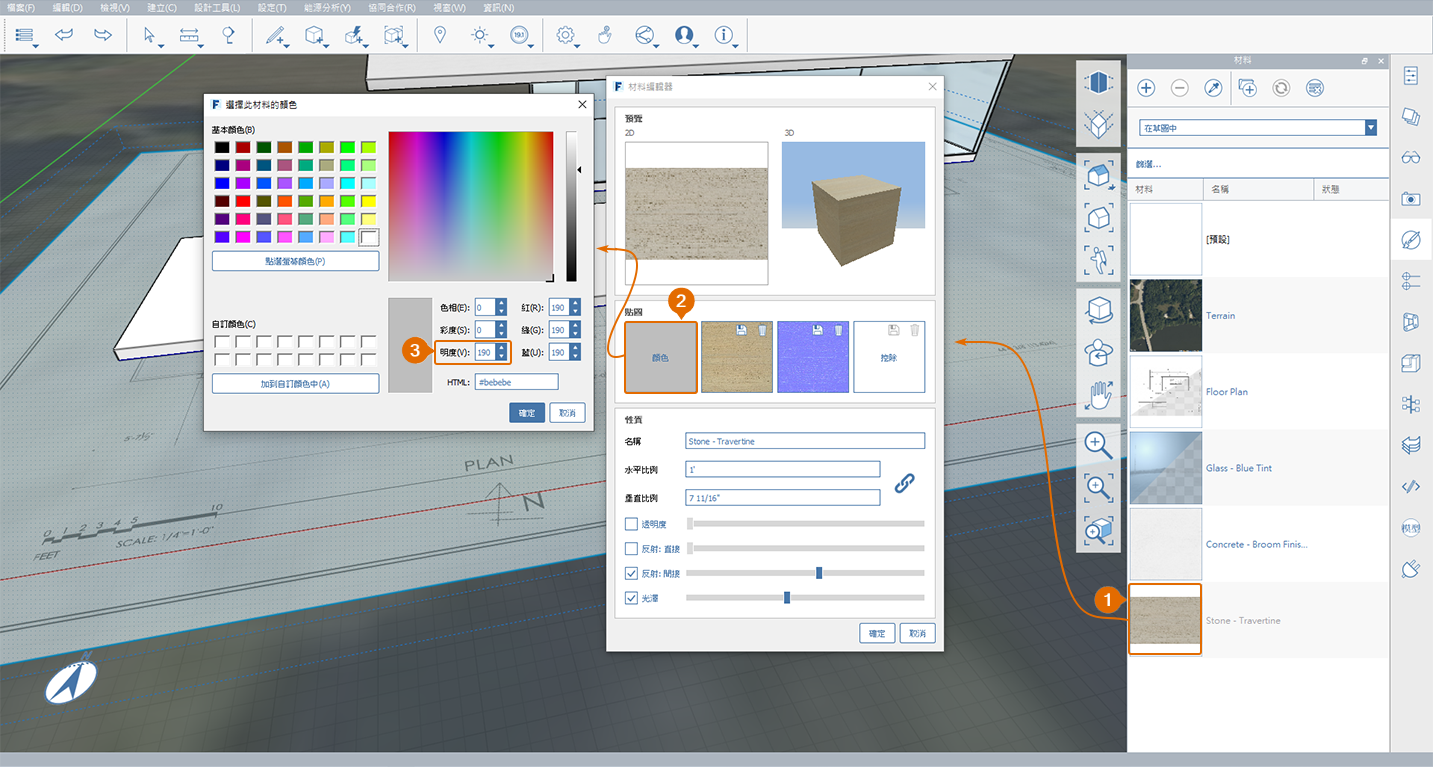 檔案(F) 編輯(D) 檢視(V) 建立(C) 設計工具(L) 設定(T) 能源分析(Y) 協同合作(R) 視窗(W) 資訊(N)
19.1
材料
在草圖中
篩選...
材料 名稱 狀態
[預設]
Terrain
Floor Plan
Glass - Blue Tint
Concrete - Broom Finis...
1
Stone - Travertine
模型
選擇此材料的顏色
基本顏色(B)
點選螢幕顏色(P)
自訂顏色(C)
加到自訂顏色中(A)
色相(E): 0 紅(R): 190
彩度(S): 0 綠(G): 190
3 明度(V): 190 藍(U): 190
HTML: #bebebe
確定 取消
材料編輯器
預覽
2D 3D
貼圖
2
顏色 挖除
性質
名稱 Stone - Travertine
水平比例 1'
垂直比例 7 11/16"
透明度
反射: 直接
反射: 間接
光澤
確定 取消
PLAN
N
0 1 2 3 4 5 10
FEET
SCALE: 1/4"=1'-0"
N